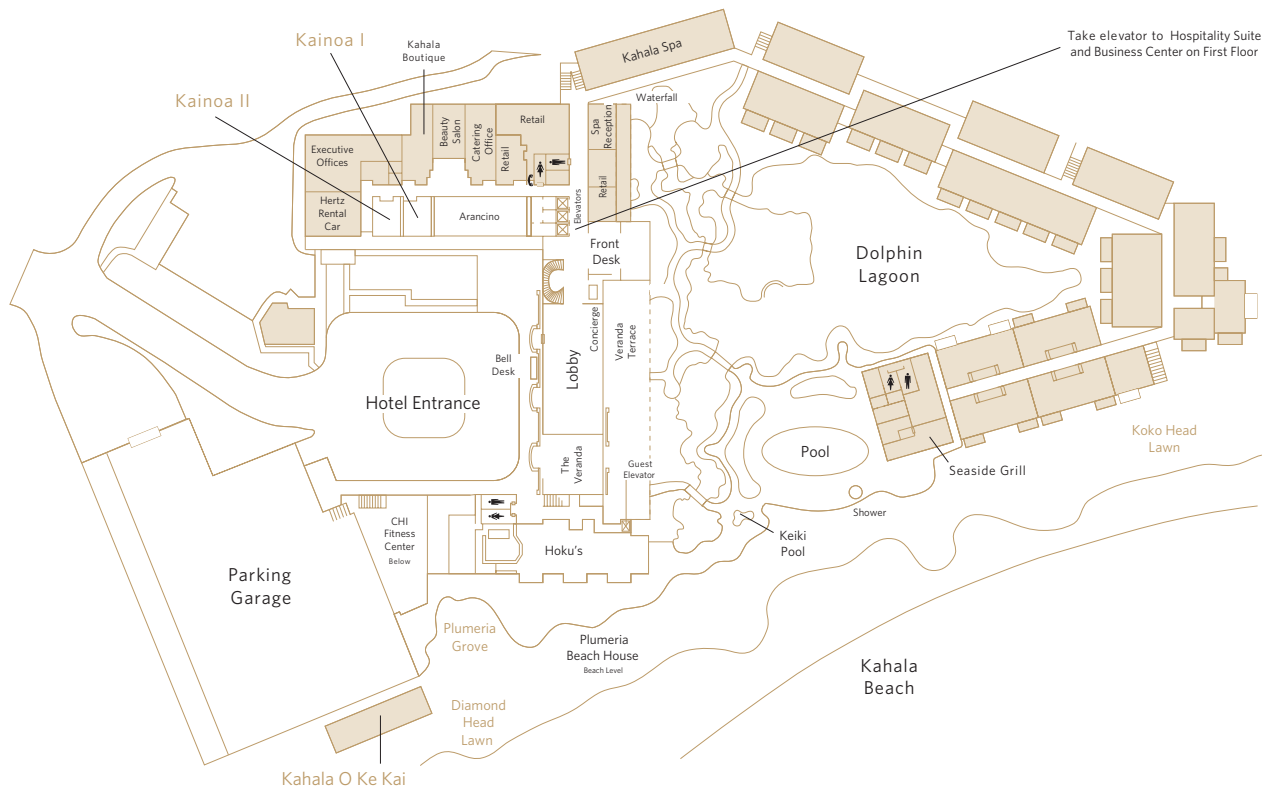 Kainoa I
Kahala
Boutique
Kahala Spa
Take elevator to Hospitality Suite
and Business Center on First Floor
Kainoa II
Waterfall
Executive
Offices
Beauty
Salon
Catering
Office
Retail
Retail
Spa
Reception
Retail
Hertz
Rental
Car
Arancino
Elevators
Front
Desk
Dolphin
Lagoon
Concierge
Veranda
Terrace
Lobby
Bell
Desk
Hotel Entrance
The
Veranda
Guest
Elevator
Pool
Koko Head
Lawn
Seaside Grill
Shower
Keiki
Pool
CHI
Fitness
Center
Below
Hoku's
Parking
Garage
Plumeria
Grove
Plumeria
Beach House
Beach Level
Kahala
Beach
Diamond
Head
Lawn
Kahala O Ke Kai